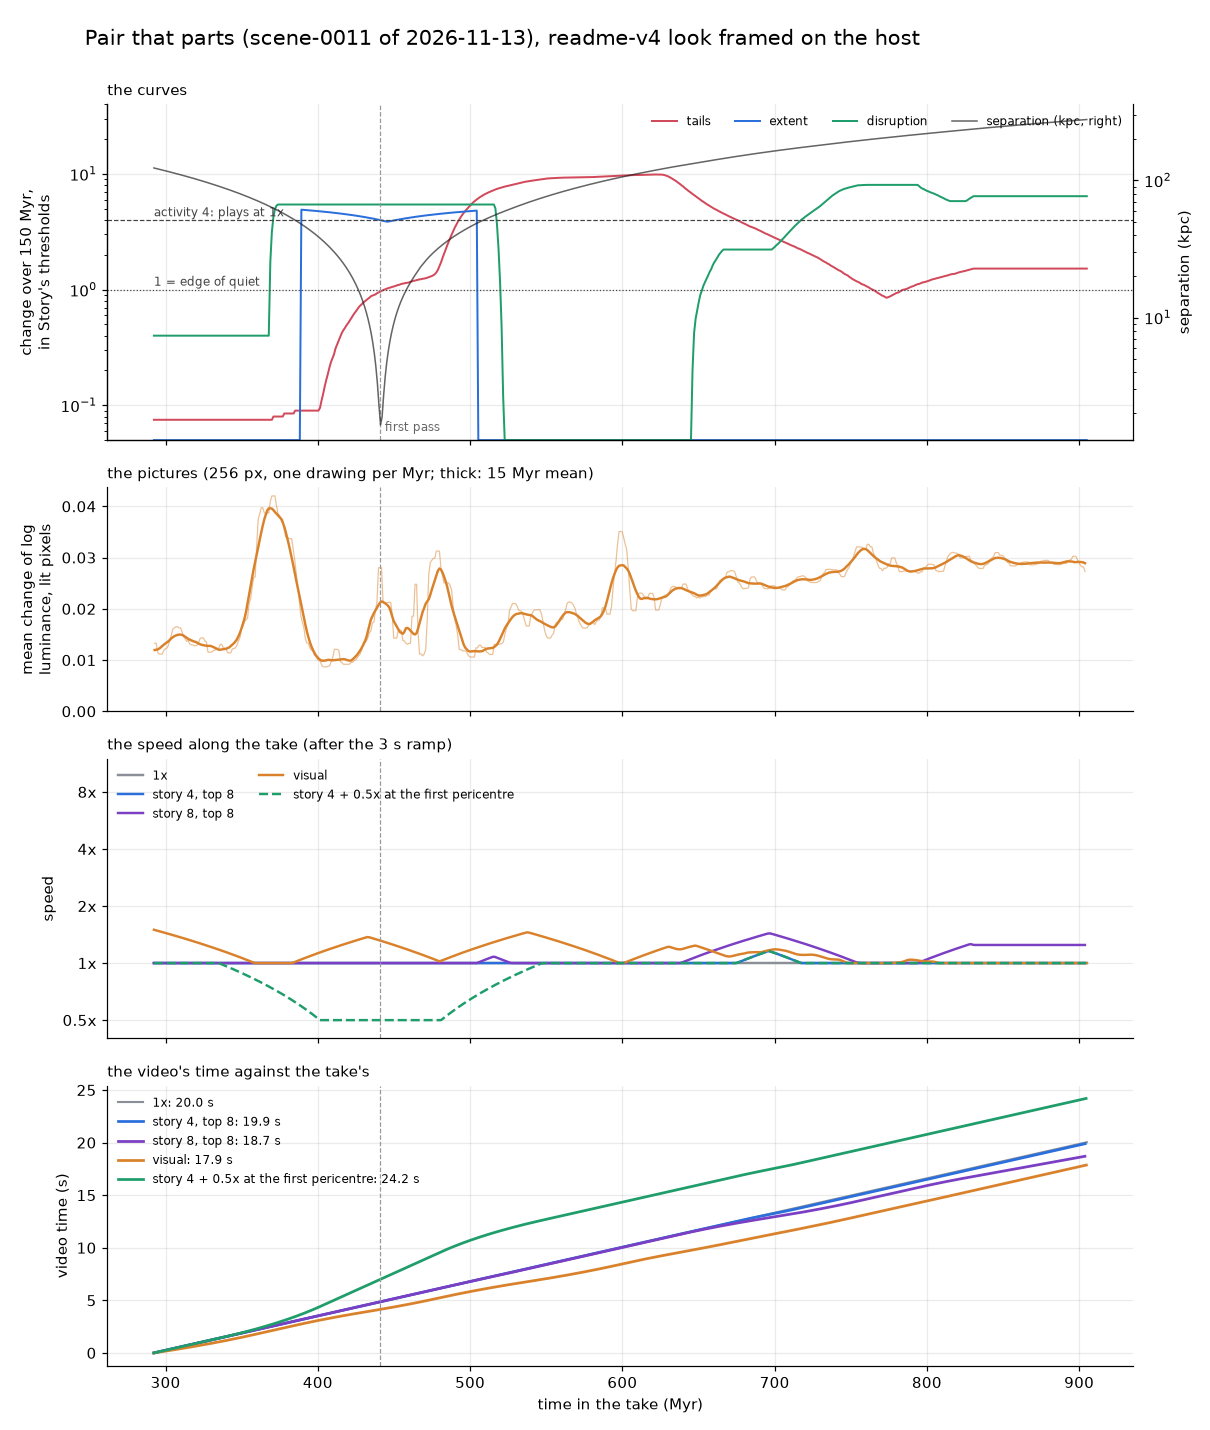 Pair that parts (scene-0011 of 2026-11-13), readme-v4 look framed on the host
the curves
tails
extent
disruption
separation (kpc, right)
change over 150 Myr,
in Story's thresholds
10¹
10⁰
10⁻¹
activity 4: plays at 1x
1 = edge of quiet
first pass
10²
10¹
separation (kpc)
the pictures (256 px, one drawing per Myr; thick: 15 Myr mean)
mean change of log
luminance, lit pixels
0.04
0.03
0.02
0.01
0.00
the speed along the take (after the 3 s ramp)
1x
story 4, top 8
story 8, top 8
visual
story 4 + 0.5x at the first pericentre
speed
8x
4x
2x
1x
0.5x
the video's time against the take's
1x: 20.0 s
story 4, top 8: 19.9 s
story 8, top 8: 18.7 s
visual: 17.9 s
story 4 + 0.5x at the first pericentre: 24.2 s
video time (s)
25
20
15
10
5
0
300 400 500 600 700 800 900
time in the take (Myr)